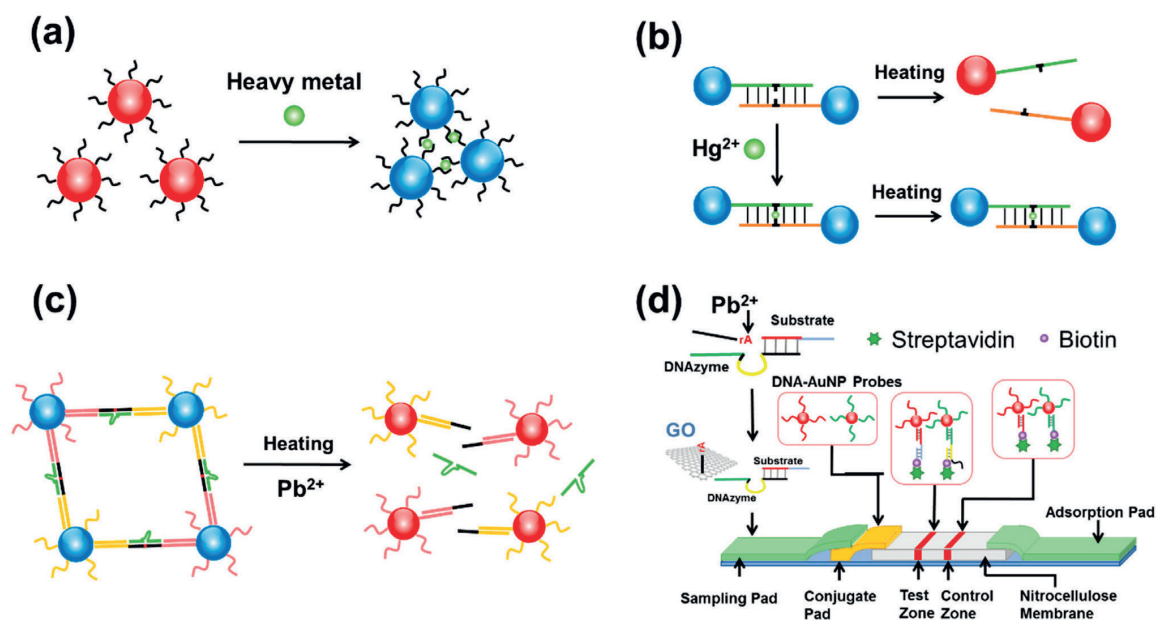 (a)
Heavy metal
(b)
Heating
Hg²⁺
Heating
(c)
Heating
Pb²⁺
(d)
Pb²⁺
Substrate
rA
DNAzyme
Streptavidin
Biotin
DNA-AuNP Probes
GO
rA
Substrate
DNAzyme
Adsorption Pad
Sampling Pad
Conjugate
Pad
Test
Zone
Control
Zone
Nitrocellulose
Membrane